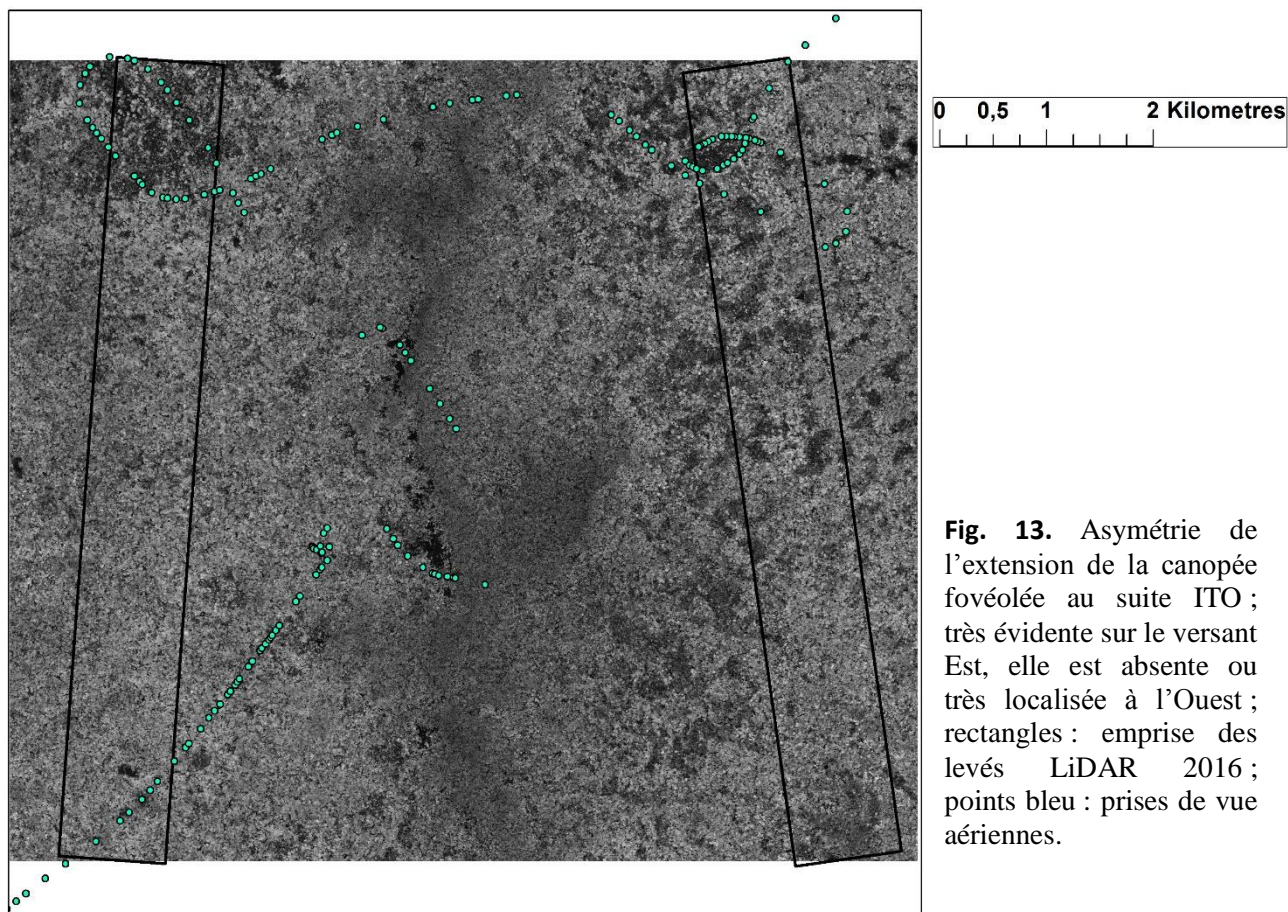 0 0,5 1 2 Kilometres
Fig. 13. Asymétrie de
l’extension de la canopée
fovéolée au suite ITO ;
très évidente sur le versant
Est, elle est absente ou
très localisée à l’Ouest ;
rectangles : emprise des
levés LiDAR 2016 ;
points bleu : prises de vue
aériennes.